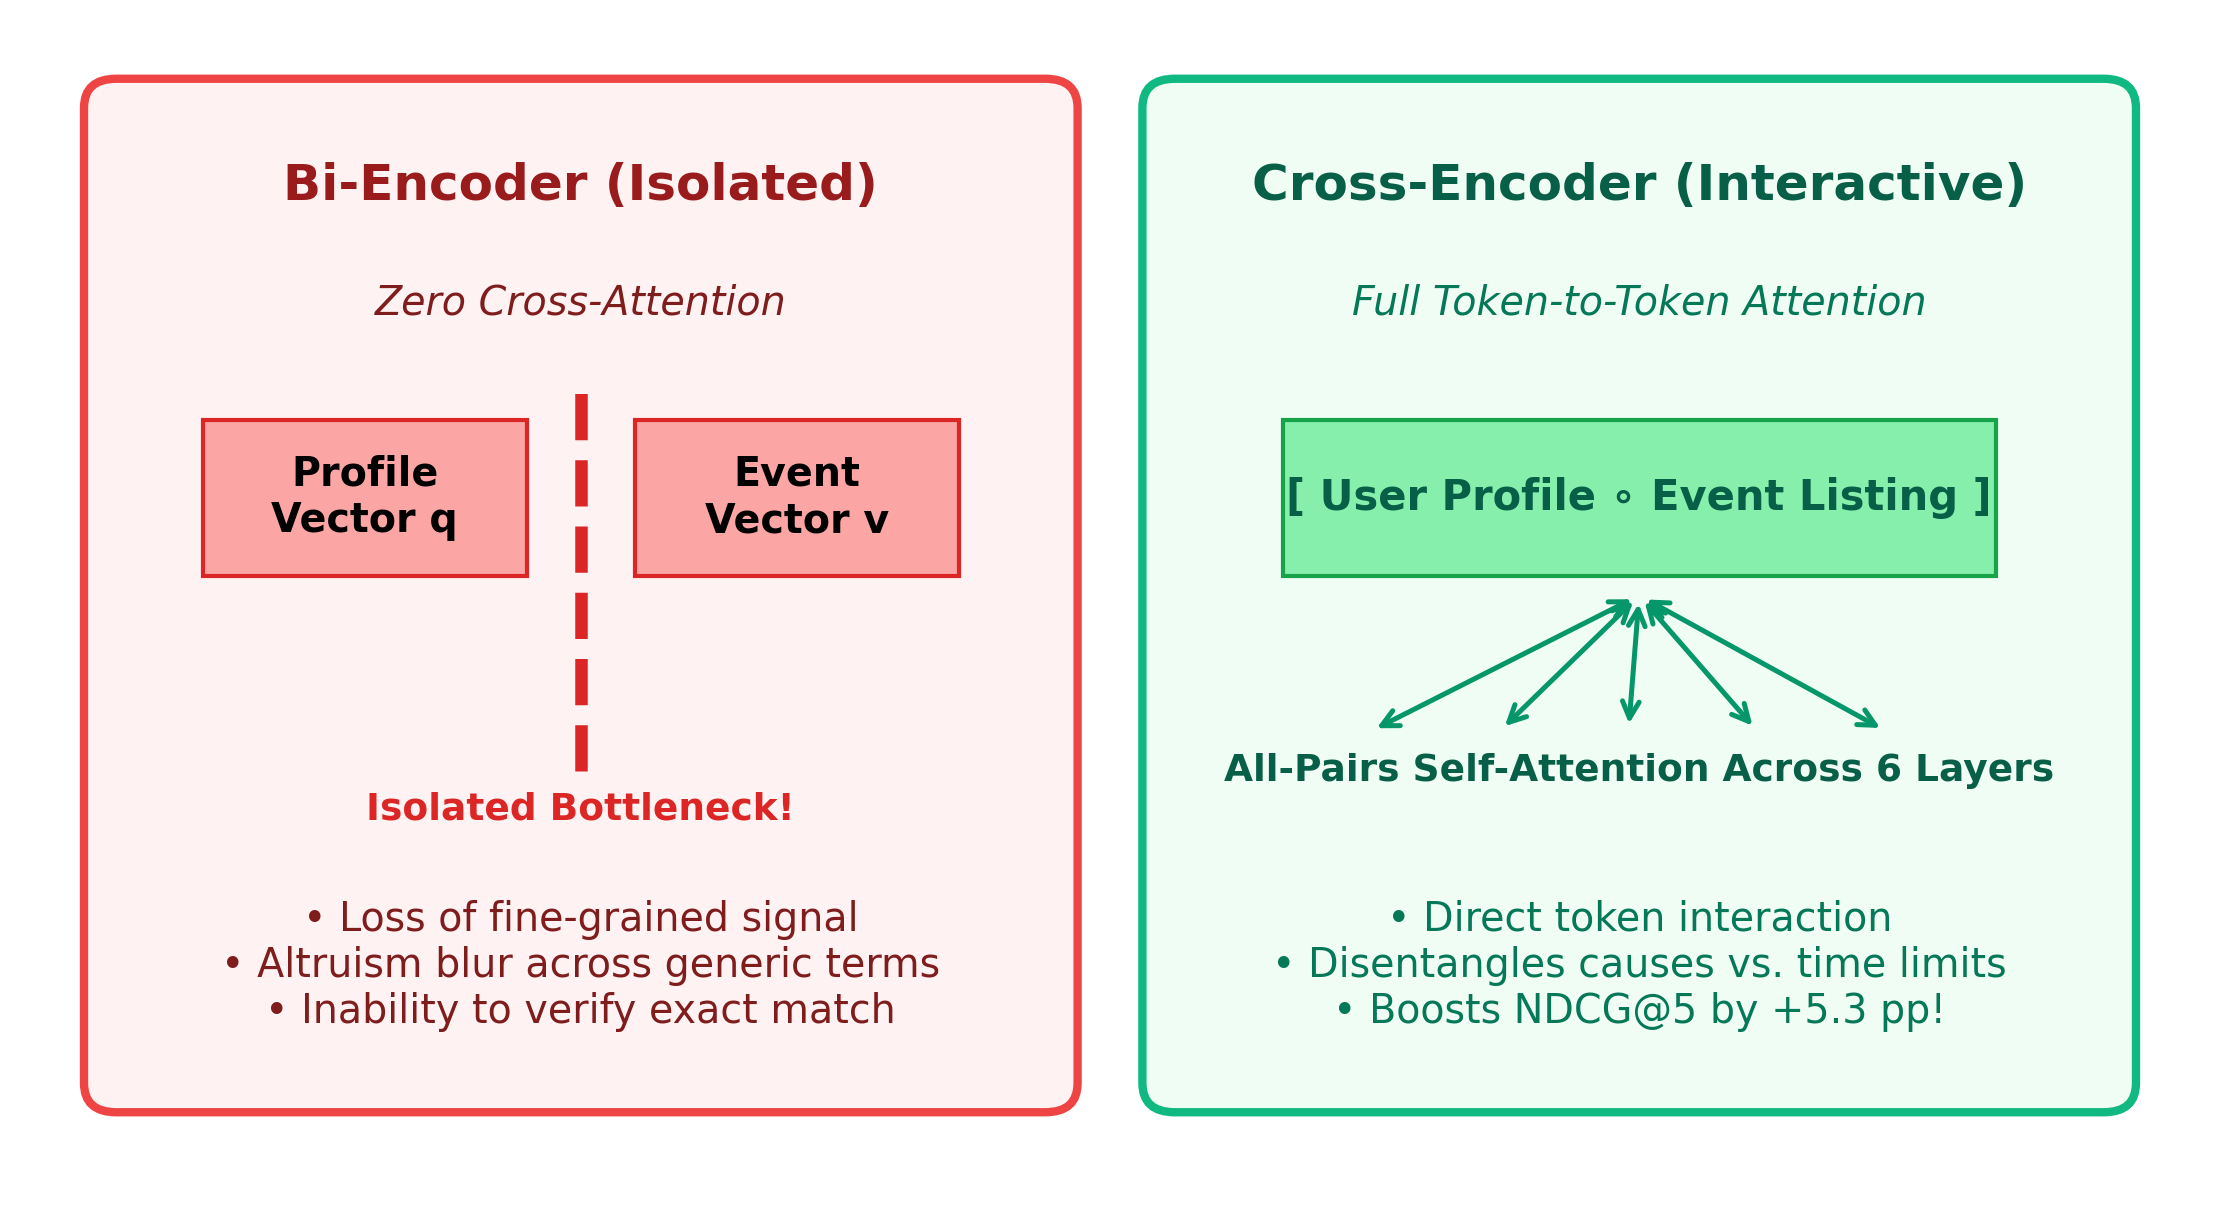 Bi-Encoder (Isolated)
Zero Cross-Attention
Profile
Vector q
Event
Vector v
Isolated Bottleneck!
• Loss of fine-grained signal
• Altruism blur across generic terms
• Inability to verify exact match
Cross-Encoder (Interactive)
Full Token-to-Token Attention
[ User Profile ∘ Event Listing ]
All-Pairs Self-Attention Across 6 Layers
• Direct token interaction
• Disentangles causes vs. time limits
• Boosts NDCG@5 by +5.3 pp!